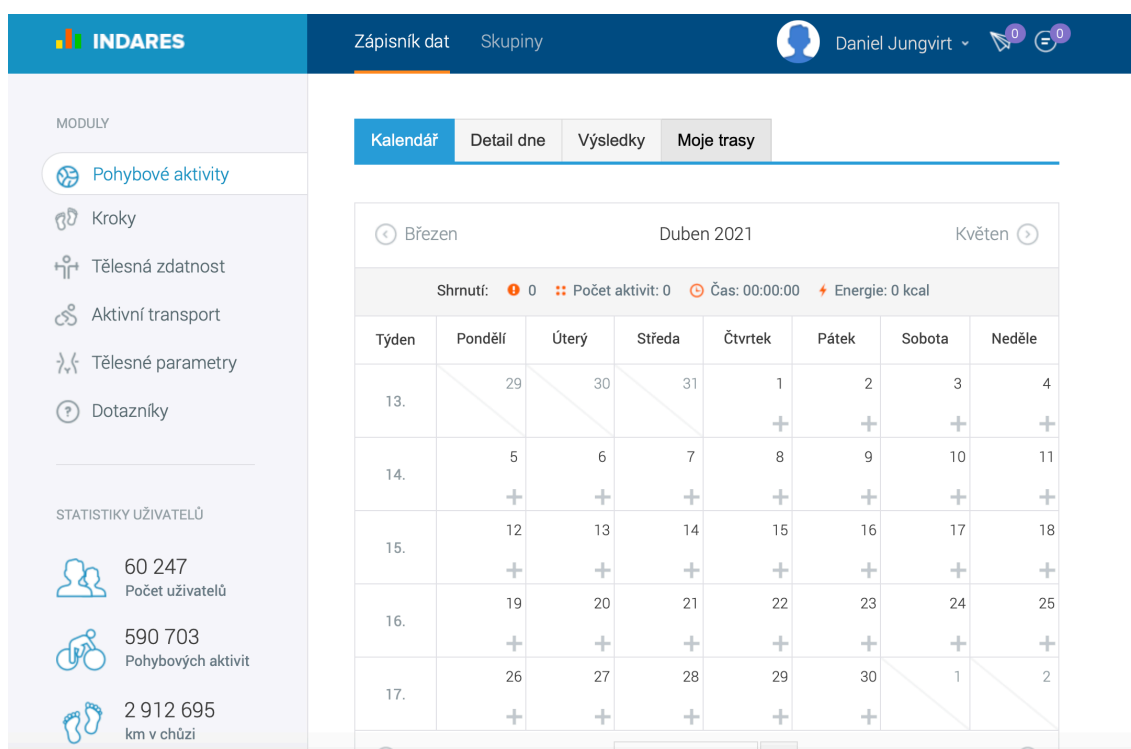 INDARES
Zápisník dat Skupiny
Daniel Jungvirt 0 0
MODULY
Pohybové aktivity
Kroky
Tělesná zdatnost
Aktivní transport
Tělesné parametry
Dotazníky
STATISTIKY UŽIVATELŮ
60 247
Počet uživatelů
590 703
Pohybových aktivit
2 912 695
km v chůzi
Kalendář Detail dne Výsledky Moje trasy
Březen Duben 2021 Květen
Shrnutí: 0 Počet aktivit: 0 Čas: 00:00:00 Energie: 0 kcal
Týden Pondělí Úterý Středa Čtvrtek Pátek Sobota Neděle
13. 29 30 31 1 2 3 4
+ + + +
14. 5 6 7 8 9 10 11
+ + + + + + +
15. 12 13 14 15 16 17 18
+ + + + + + +
16. 19 20 21 22 23 24 25
+ + + + + + +
17. 26 27 28 29 30 1 2
+ + + + +